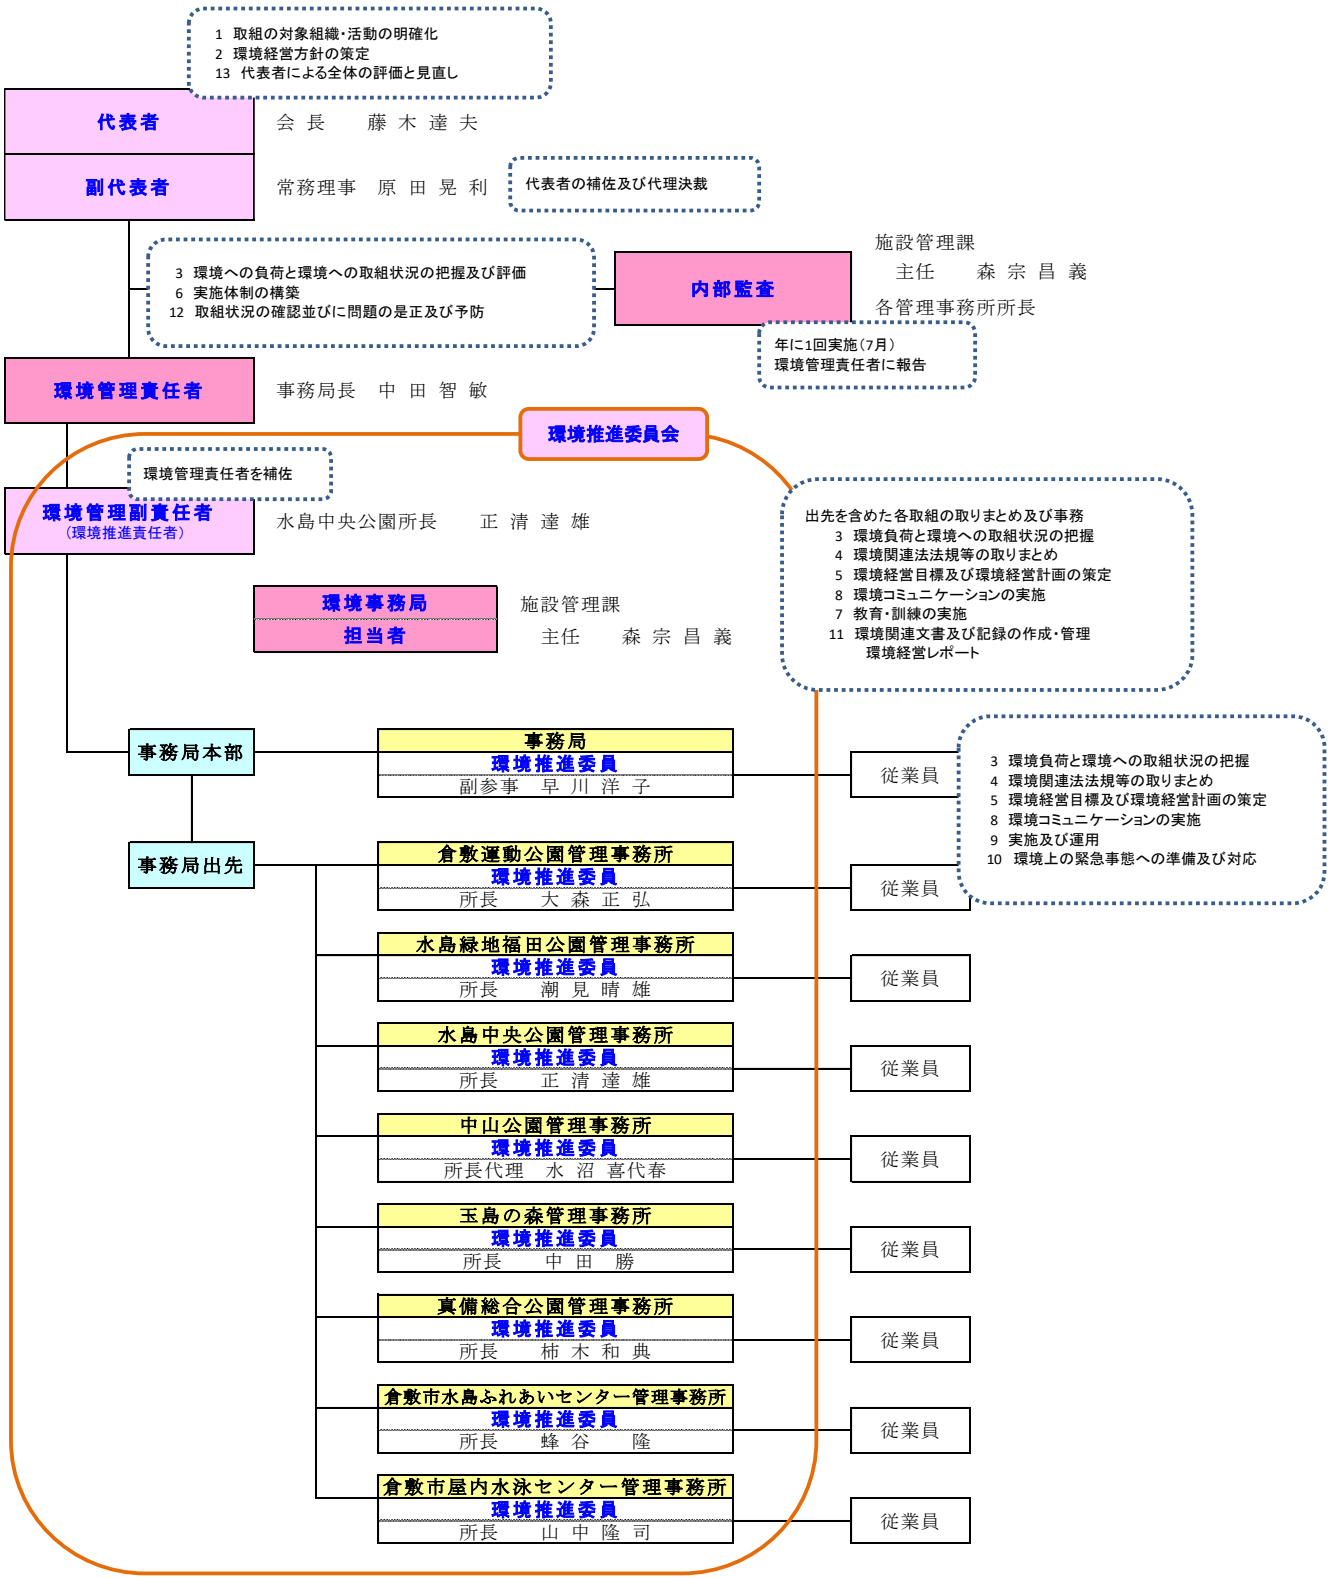 1 取組の対象組織・活動の明確化
2 環境経営方針の策定
13 代表者による全体の評価と見直し
代表者
会 長 藤 木 達 夫
副代表者
常務理事 原 田 晃 利
代表者の補佐及び代理決裁
3 環境への負荷と環境への取組状況の把握及び評価
6 実施体制の構築
12 取組状況の確認並びに問題の是正及び予防
内部監査
施設管理課
主任 森 宗 昌 義
各管理事務所所長
年に1回実施(7月)
環境管理責任者に報告
環境管理責任者
事務局長 中 田 智 敏
環境推進委員会
環境管理責任者を補佐
環境管理副責任者
(環境推進責任者)
水島中央公園所長 正 清 達 雄
出先を含めた各取組の取りまとめ及び事務
3 環境負荷と環境への取組状況の把握
4 環境関連法法規等の取りまとめ
5 環境経営目標及び環境経営計画の策定
8 環境コミュニケーションの実施
7 教育・訓練の実施
11 環境関連文書及び記録の作成・管理
環境経営レポート
環境事務局
担当者
施設管理課
主任 森 宗 昌 義
事務局本部
事務局
環境推進委員
副参事 早 川 洋 子
従業員
3 環境負荷と環境への取組状況の把握
4 環境関連法法規等の取りまとめ
5 環境経営目標及び環境経営計画の策定
8 環境コミュニケーションの実施
9 実施及び運用
10 環境上の緊急事態への準備及び対応
事務局出先
倉敷運動公園管理事務所
環境推進委員
所長 大 森 正 弘
従業員
水島緑地福田公園管理事務所
環境推進委員
所長 潮 見 晴 雄
従業員
水島中央公園管理事務所
環境推進委員
所長 正 清 達 雄
従業員
中山公園管理事務所
環境推進委員
所長代理 水 沼 喜代春
従業員
玉島の森管理事務所
環境推進委員
所長 中 田 勝
従業員
真備総合公園管理事務所
環境推進委員
所長 柿 木 和 典
従業員
倉敷市水島ふれあいセンター管理事務所
環境推進委員
所長 蜂 谷 隆
従業員
倉敷市屋内水泳センター管理事務所
環境推進委員
所長 山 中 隆 司
従業員